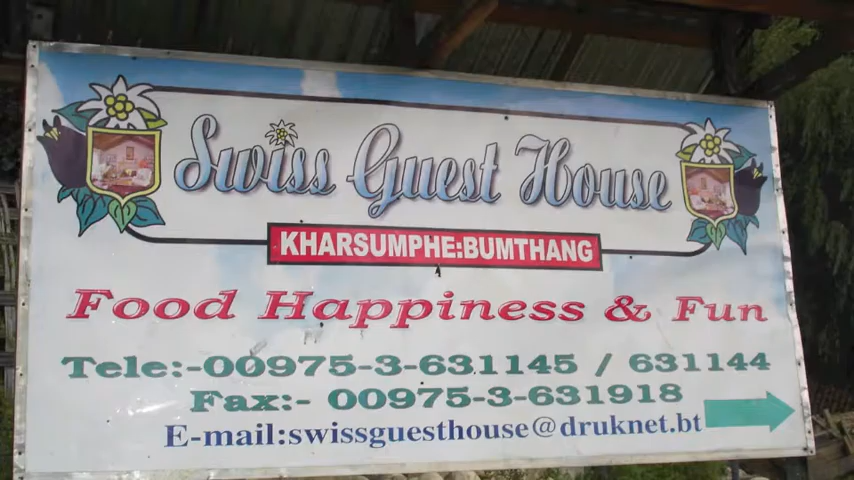 Swiss Guest House
KHARSUMPHE:BUMTHANG
Food Happiness & Fun
Tele:-00975-3-631145 / 631144
Fax:- 00975-3-631918
E-mail:swissguesthouse@druknet.bt